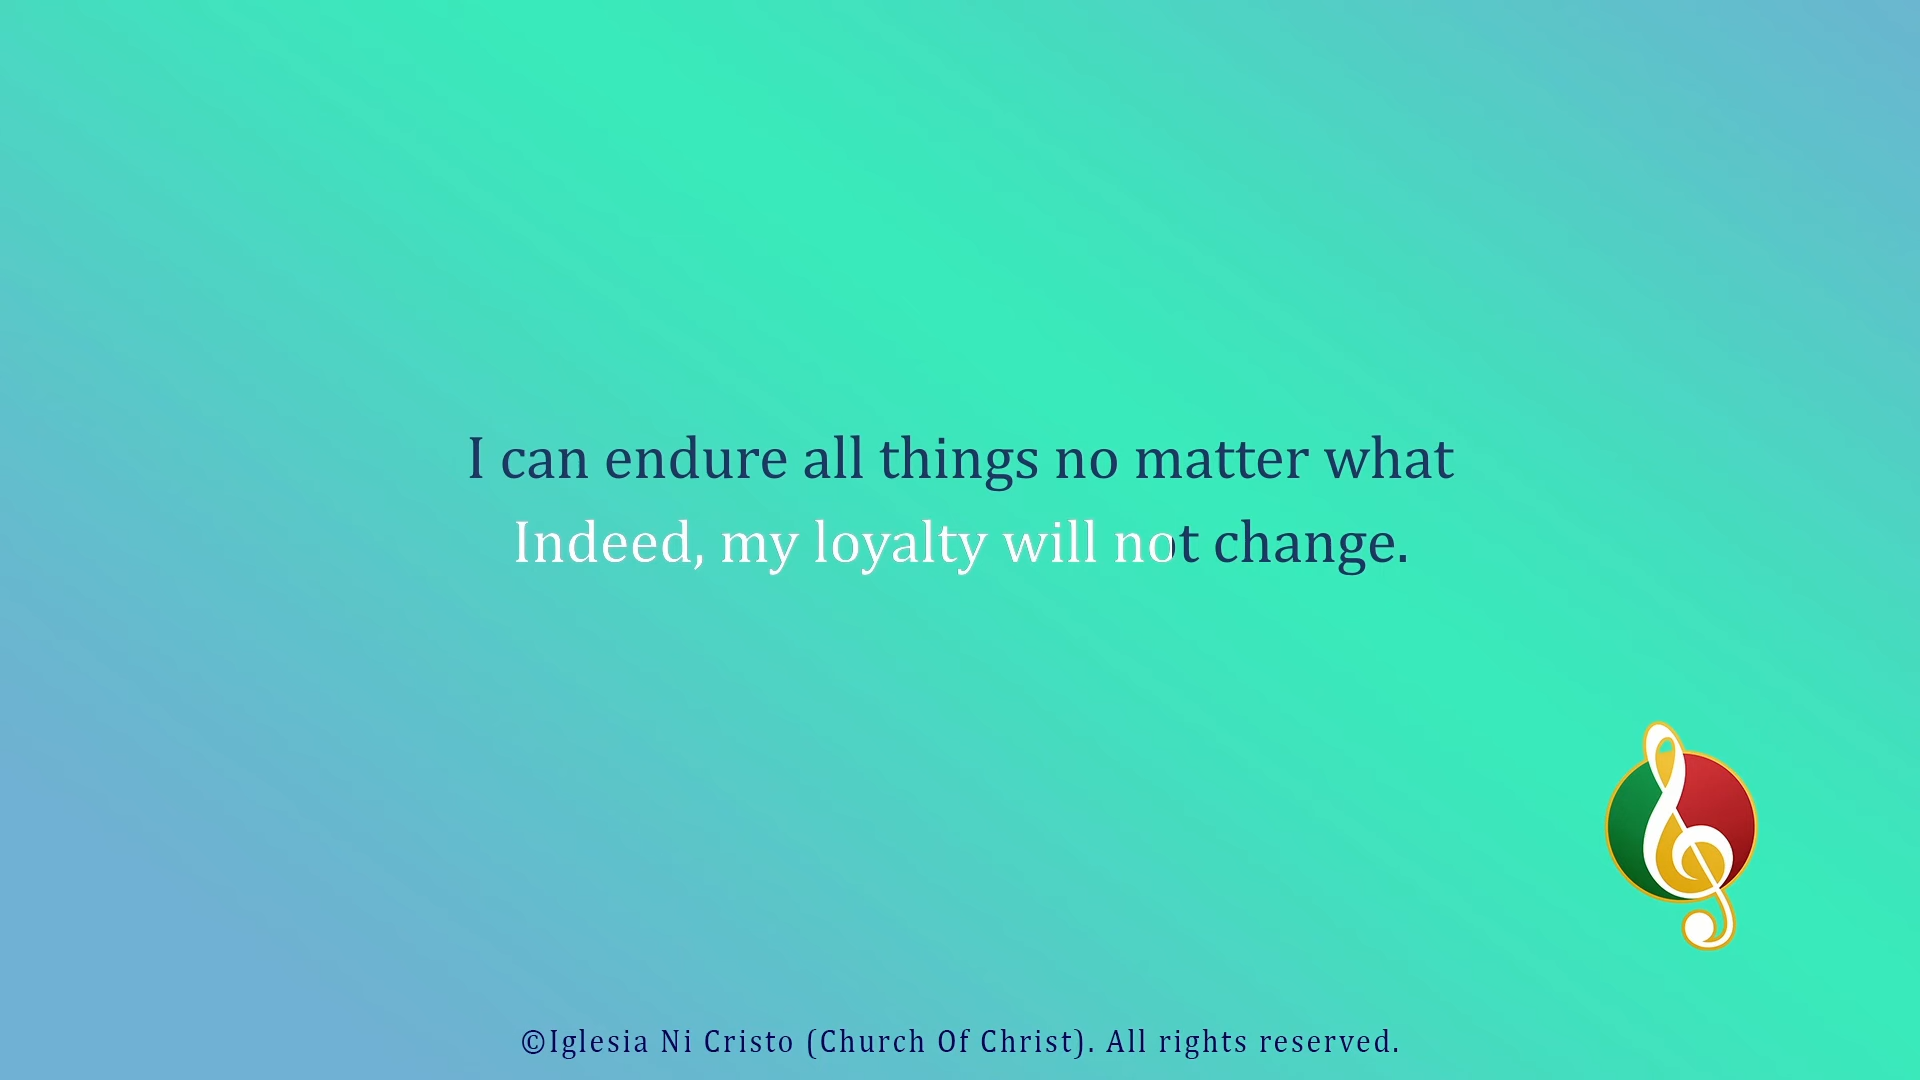 I can endure all things no matter what
Indeed, my loyalty will not change.
©Iglesia Ni Cristo (Church Of Christ). All rights reserved.